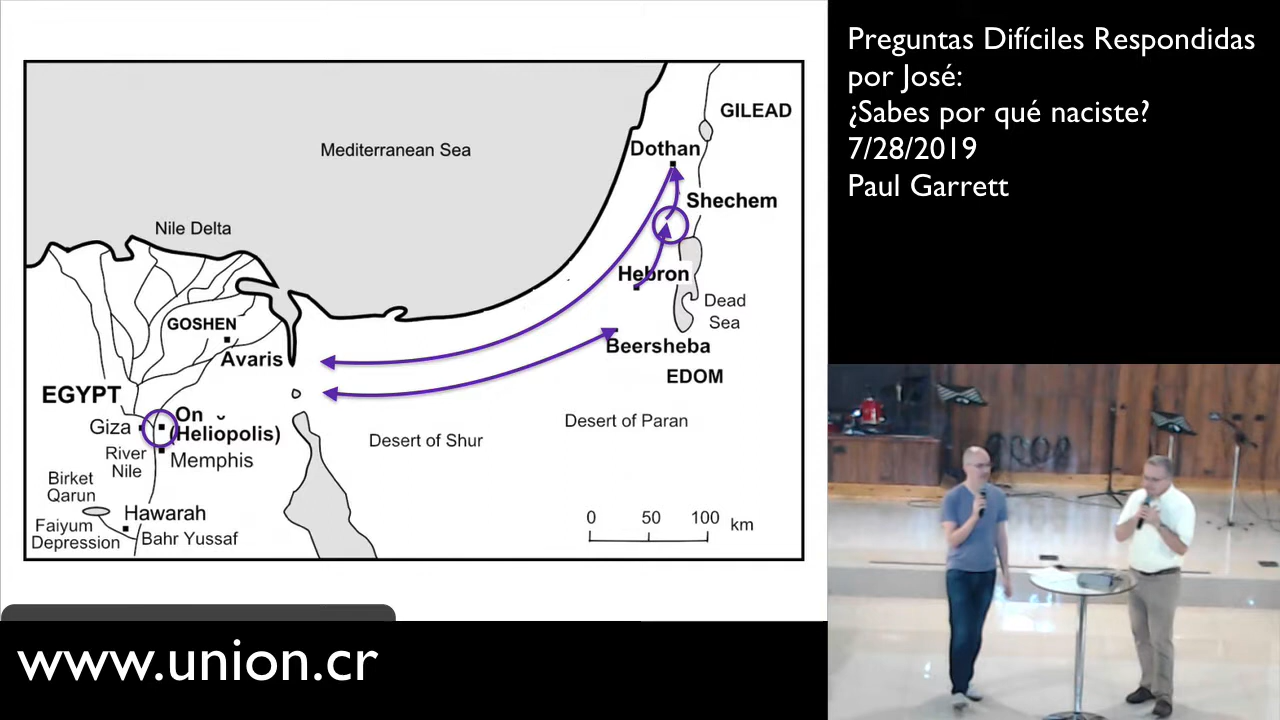 Preguntas Difíciles Respondidas
por José:
¿Sabes por qué naciste?
7/28/2019
Paul Garrett
GILEAD
Mediterranean Sea
Dothan
Shechem
Nile Delta
Hebron
Dead
Sea
GOSHEN
Avaris
Beersheba
EDOM
EGYPT
On
(Heliopolis)
Giza
Desert of Paran
Desert of Shur
River
Nile
Memphis
Birket
Qarun
Hawarah
Faiyum
Depression
Bahr Yussaf
0 50 100 km
www.union.cr